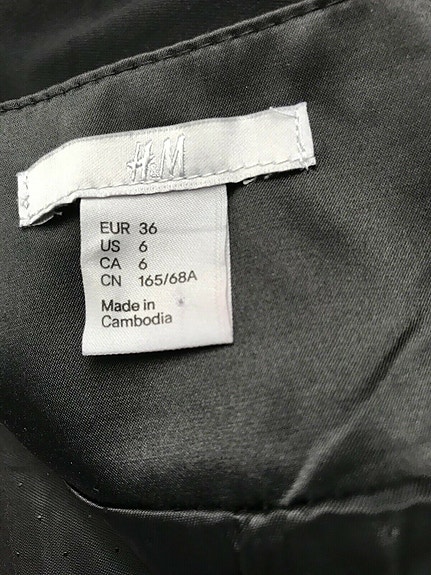 H&M
EUR 36
US 6
CA 6
CN 165/68A
Made in
Cambodia